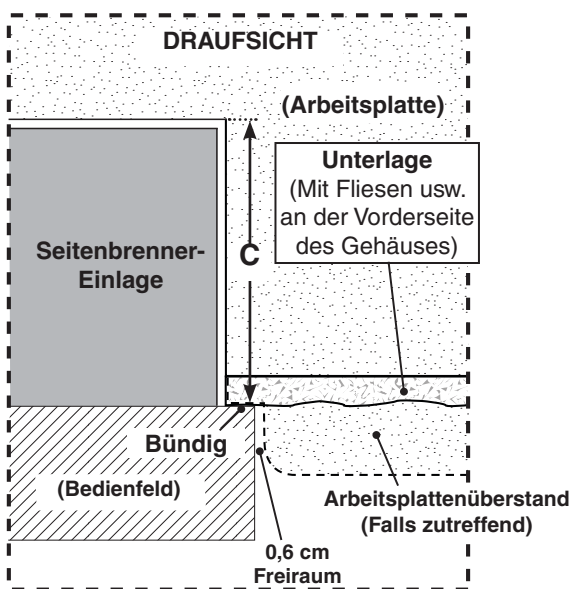 DRAUFSICHT
(Arbeitsplatte)
Unterlage
(Mit Fliesen usw.
an der Vorderseite
des Gehäuses)
Seitenbrenner-
Einlage
C
Bündig
(Bedienfeld)
Arbeitsplattenüberstand
(Falls zutreffend)
0,6 cm
Freiraum